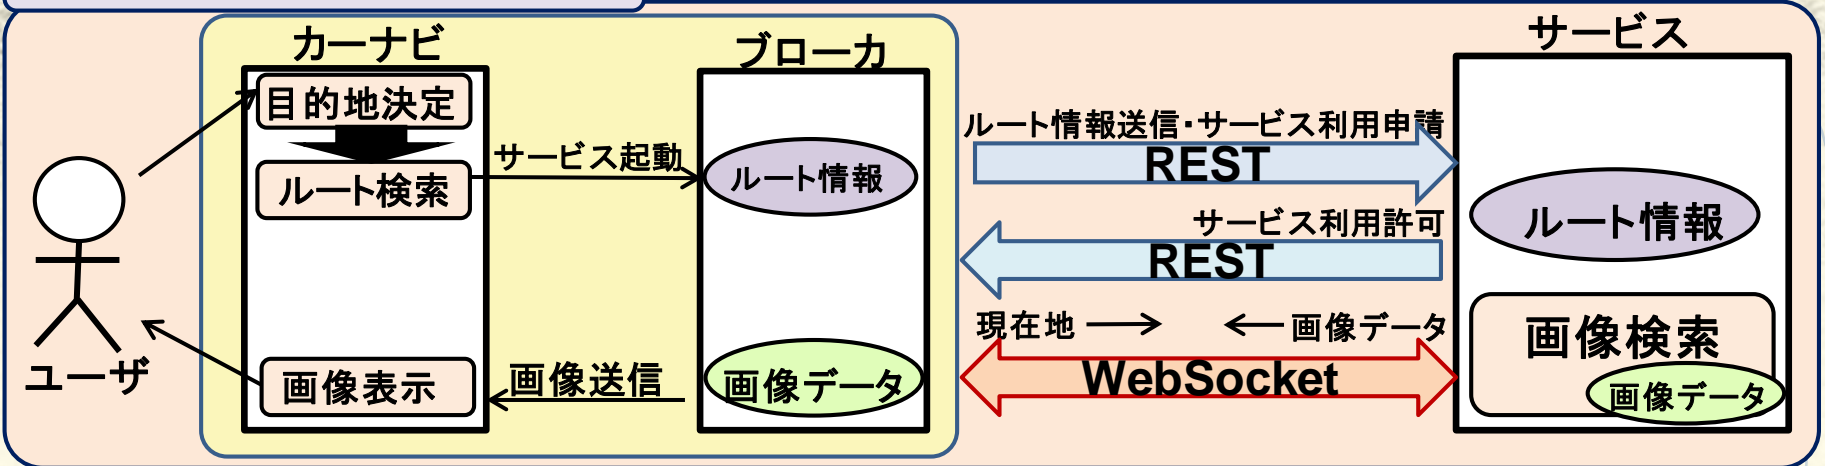 カーナビ
ブローカ
サービス
目的地決定
ルート検索
サービス起動
ルート情報
ルート情報送信・サービス利用申請
REST
サービス利用許可
REST
ルート情報
現在地
画像データ
WebSocket
画像検索
画像データ
ユーザ
画像表示
画像送信
画像データ